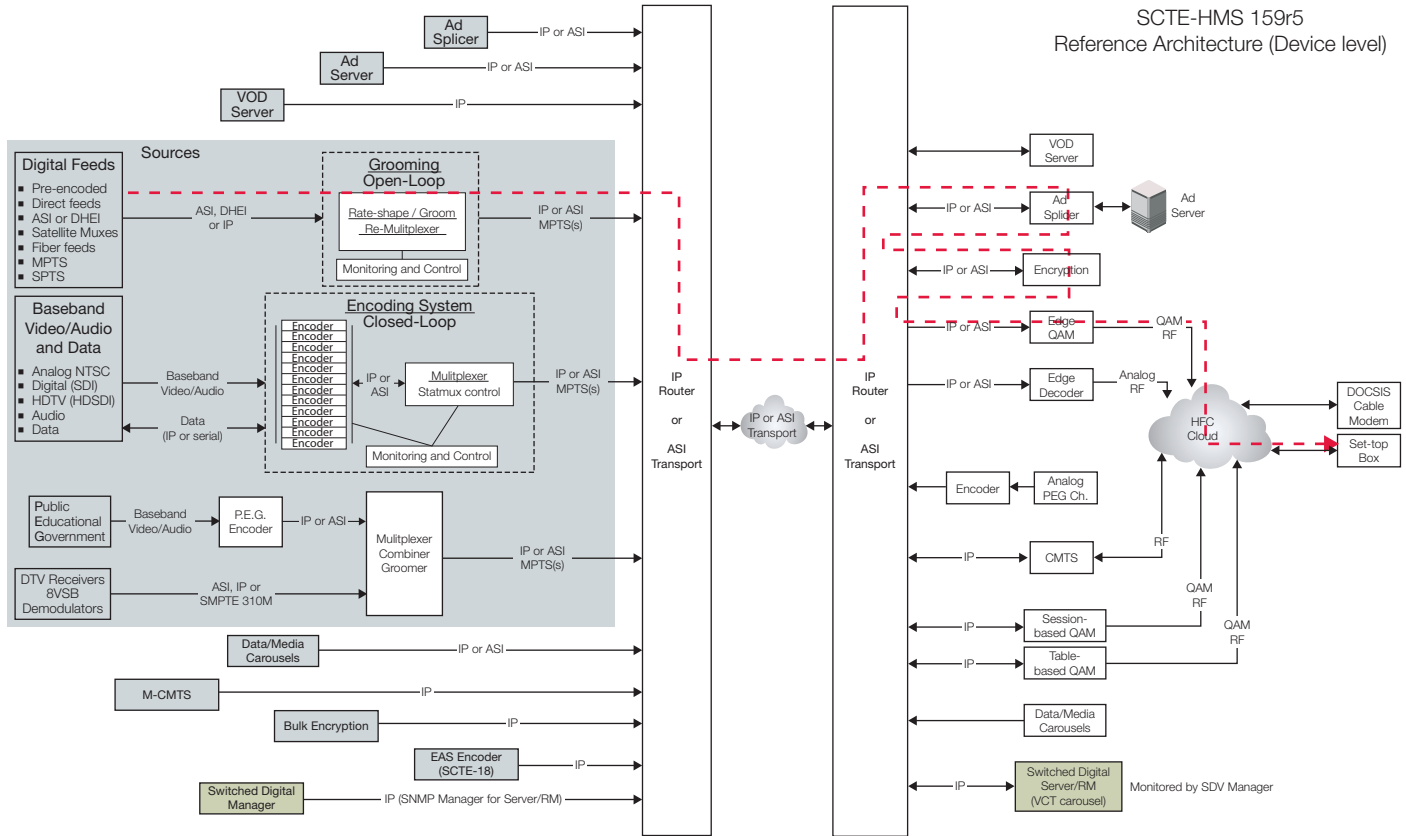 SCTE-HMS 159r5
Reference Architecture (Device level)
Ad
Splicer
IP or ASI
Ad
Server
IP or ASI
VOD
Server
IP
Sources
Digital Feeds
Pre-encoded
Direct feeds
ASI or DHEI
Satellite Muxes
Fiber feeds
MPTS
SPTS
ASI, DHEI
or IP
Grooming
Open-Loop
Rate-shape / Groom
Re-Mulitplexer
Monitoring and Control
IP or ASI
MPTS(s)
Baseband
Video/Audio
and Data
Analog NTSC
Digital (SDI)
HDTV (HDSDI)
Audio
Data
Baseband
Video/Audio
Data
(IP or serial)
Encoding System
Closed-Loop
Encoder
Encoder
Encoder
Encoder
Encoder
Encoder
Encoder
Encoder
Encoder
Encoder
Encoder
Encoder
IP or
ASI
Mulitplexer
Statmux control
Monitoring and Control
IP or ASI
MPTS(s)
Public
Educational
Government
Baseband
Video/Audio
P.E.G.
Encoder
IP or ASI
Mulitplexer
Combiner
Groomer
IP or ASI
MPTS(s)
DTV Receivers
8VSB
Demodulators
ASI, IP or
SMPTE 310M
Data/Media
Carousels
IP or ASI
M-CMTS
IP
Bulk Encryption
IP
EAS Encoder
(SCTE-18)
IP
Switched Digital
Manager
IP (SNMP Manager for Server/RM)
IP
Router
or
ASI
Transport
IP or ASI
Transport
IP
Router
or
ASI
Transport
VOD
Server
IP or ASI
Ad
Splicer
Ad
Server
IP or ASI
Encryption
IP or ASI
Edge
QAM
QAM
RF
IP or ASI
Edge
Decoder
Analog
RF
HFC
Cloud
DOCSIS
Cable
Modem
Set-top
Box
Encoder
Analog
PEG Ch.
IP
CMTS
RF
IP
Session-
based QAM
QAM
RF
IP
Table-
based QAM
QAM
RF
Data/Media
Carousels
IP
Switched Digital
Server/RM
(VCT carousel)
Monitored by SDV Manager